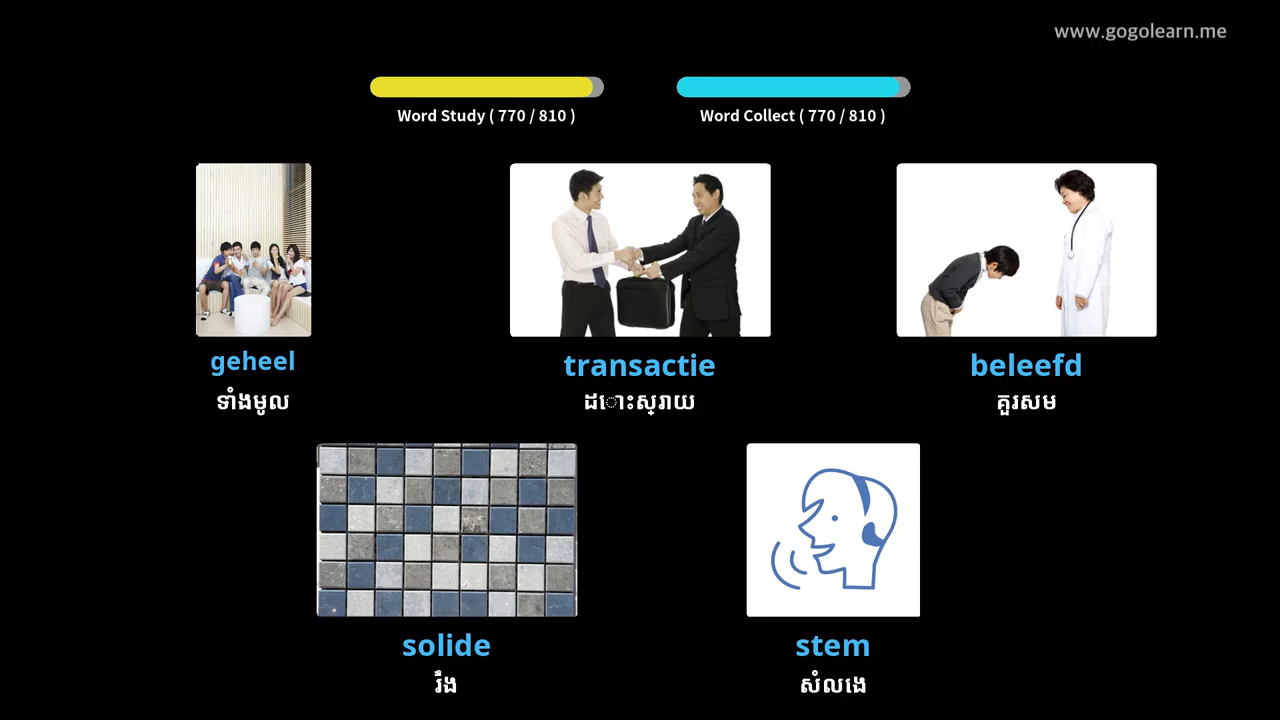 www.gogolearn.me
Word Study ( 770 / 810 )
Word Collect ( 770 / 810 )
geheel
ទាំងមូល
transactie
ដោះស្រាយ
beleefd
គួរសម
solide
រឹង
stem
សំលេង